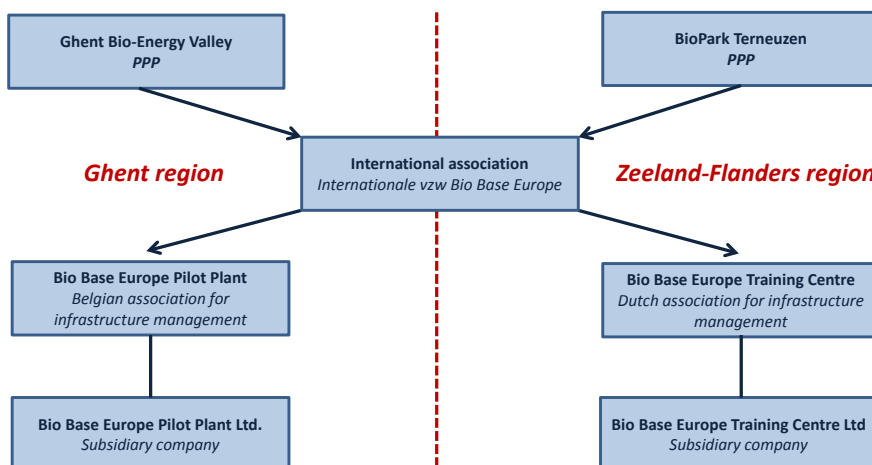 Ghent Bio-Energy Valley
PPP
BioPark Terneuzen
PPP
International association
Internationale vzw Bio Base Europe
Ghent region
Zeeland-Flanders region
Bio Base Europe Pilot Plant
Belgian association for
infrastructure management
Bio Base Europe Training Centre
Dutch association for infrastructure
management
Bio Base Europe Pilot Plant Ltd.
Subsidiary company
Bio Base Europe Training Centre Ltd
Subsidiary company